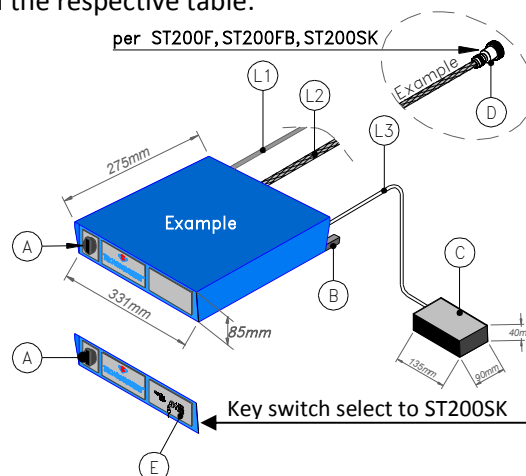 the respective table.
per ST200F,ST200FB,ST200SK
Example
D
L1
L2
L3
275mm
Example
A
C
B
331mm
85mm
40m
135mm
90mm
A
Key switch select to ST200SK
E